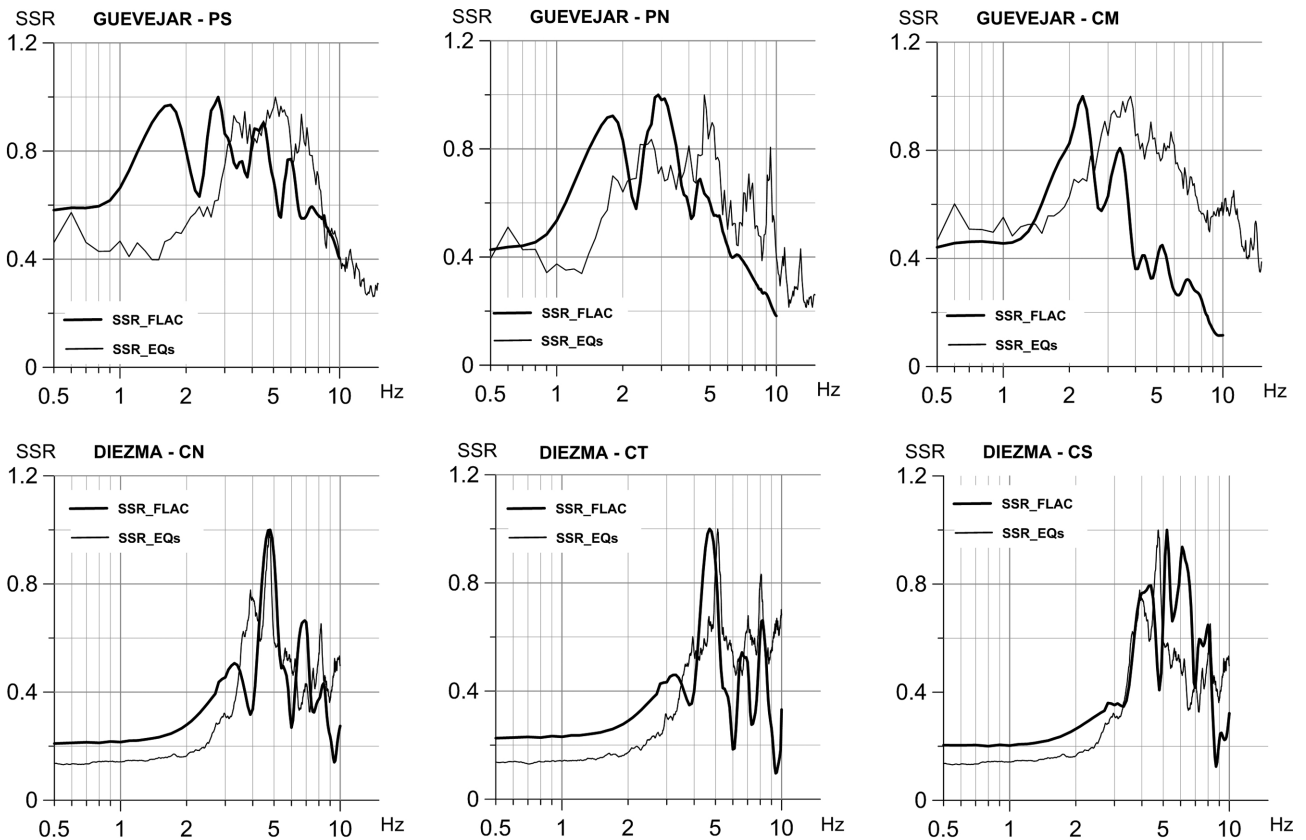 SSR GUEVEJAR - PS
1.2
0.8
0.4
SSR_FLAC
SSR_EQs
0
0.5 1 2 5 10 Hz
SSR GUEVEJAR - PN
1.2
0.8
0.4
SSR_FLAC
SSR_EQs
0
0.5 1 2 5 10 Hz
SSR GUEVEJAR - CM
1.2
0.8
0.4
SSR_FLAC
SSR_EQs
0
0.5 1 2 5 10 Hz
SSR DIEZMA - CN
1.2
SSR_FLAC
SSR_EQs
0.8
0.4
0
0.5 1 2 5 10 Hz
SSR DIEZMA - CT
1.2
SSR_FLAC
SSR_EQs
0.8
0.4
0
0.5 1 2 5 10 Hz
SSR DIEZMA - CS
1.2
SSR_FLAC
SSR_EQs
0.8
0.4
0
0.5 1 2 5 10 Hz